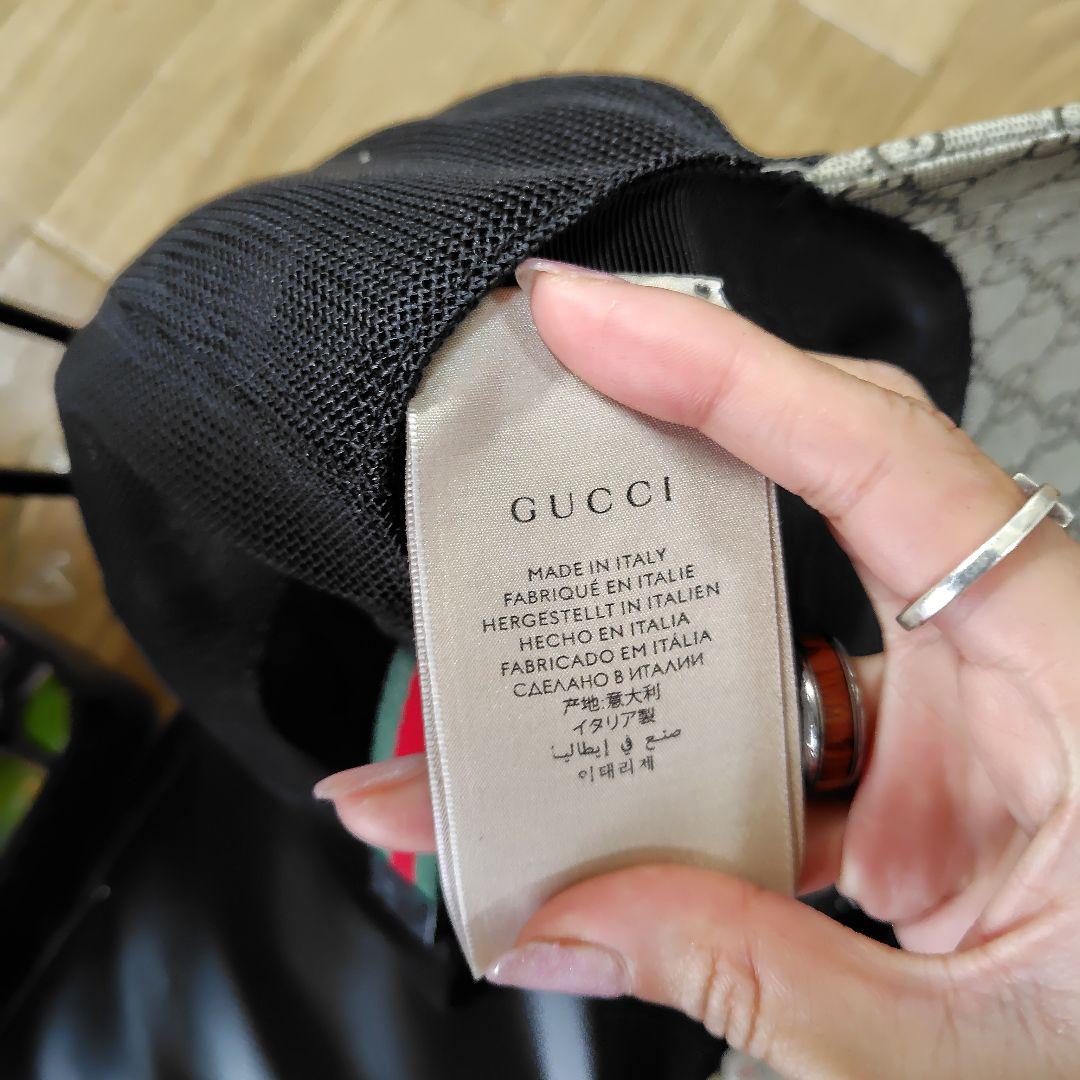 GUCCI
MADE IN ITALY
FABRIQUÉ EN ITALIE
HERGESTELLT IN ITALIEN
HECHO EN ITALIA
FABRICADO EM ITÁLIA
СДЕЛАНО В ИТАЛИИ
产地:意大利
イタリア製
صنع في إيطاليا
이태리제